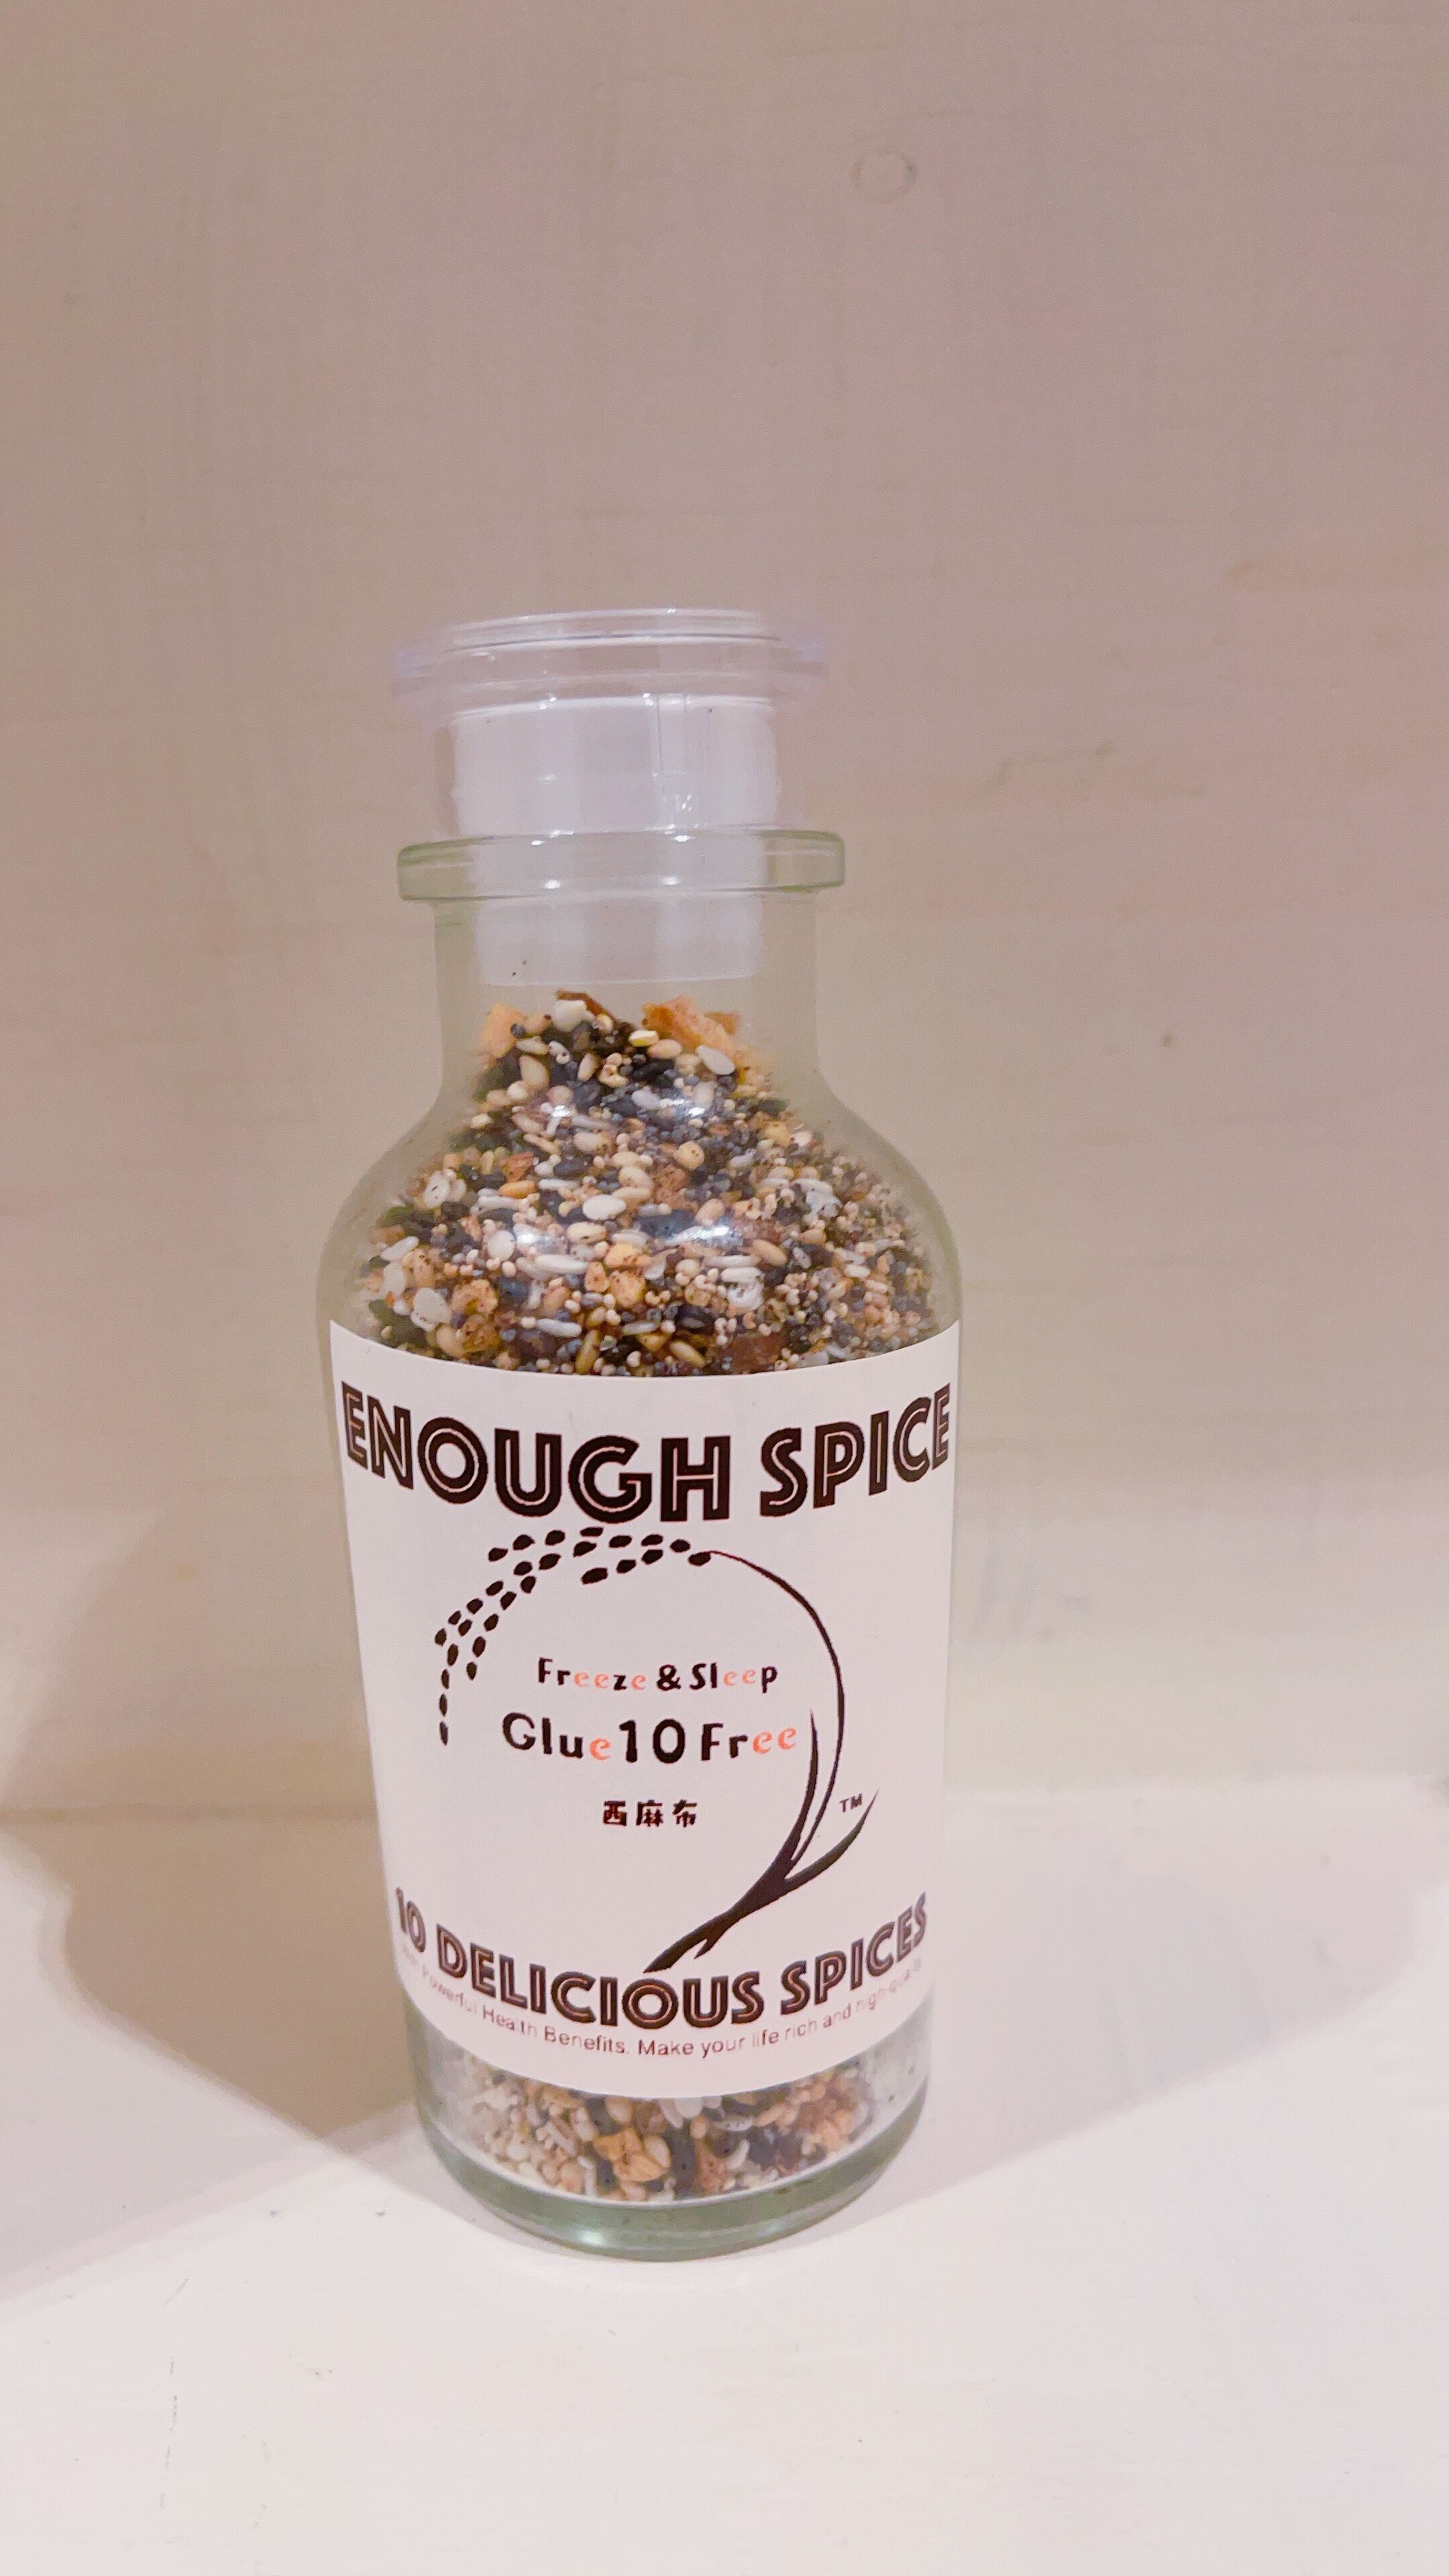 ENOUGH SPICE
Freeze & Sleep
Glue10 Free
西麻布
TM
10 DELICIOUS SPICES
Powerful Health Benefits. Make your life rich and